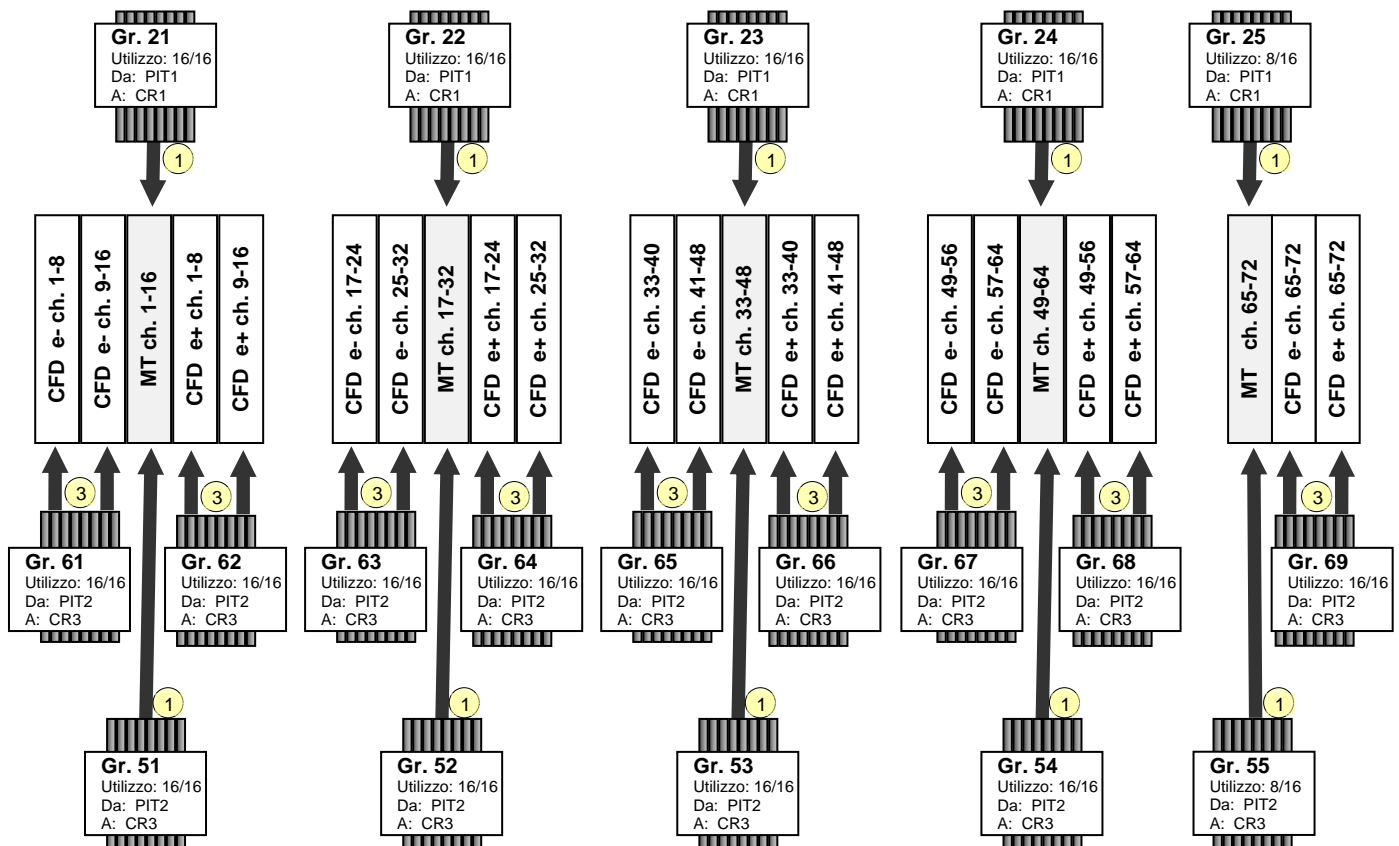 Gr. 21
Utilizzo: 16/16
Da: PIT1
A: CR1
Gr. 22
Utilizzo: 16/16
Da: PIT1
A: CR1
Gr. 23
Utilizzo: 16/16
Da: PIT1
A: CR1
Gr. 24
Utilizzo: 16/16
Da: PIT1
A: CR1
Gr. 25
Utilizzo: 8/16
Da: PIT1
A: CR1
1
1
1
1
1
CFD e- ch. 1-8
CFD e- ch. 9-16
MT ch. 1-16
CFD e+ ch. 1-8
CFD e+ ch. 9-16
CFD e- ch. 17-24
CFD e- ch. 25-32
MT ch. 17-32
CFD e+ ch. 17-24
CFD e+ ch. 25-32
CFD e- ch. 33-40
CFD e- ch. 41-48
MT ch. 33-48
CFD e+ ch. 33-40
CFD e+ ch. 41-48
CFD e- ch. 49-56
CFD e- ch. 57-64
MT ch. 49-64
CFD e+ ch. 49-56
CFD e+ ch. 57-64
MT ch. 65-72
CFD e- ch. 65-72
CFD e+ ch. 65-72
3
3
3
3
3
3
3
3
3
Gr. 61
Utilizzo: 16/16
Da: PIT2
A: CR3
Gr. 62
Utilizzo: 16/16
Da: PIT2
A: CR3
Gr. 63
Utilizzo: 16/16
Da: PIT2
A: CR3
Gr. 64
Utilizzo: 16/16
Da: PIT2
A: CR3
Gr. 65
Utilizzo: 16/16
Da: PIT2
A: CR3
Gr. 66
Utilizzo: 16/16
Da: PIT2
A: CR3
Gr. 67
Utilizzo: 16/16
Da: PIT2
A: CR3
Gr. 68
Utilizzo: 16/16
Da: PIT2
A: CR3
Gr. 69
Utilizzo: 16/16
Da: PIT2
A: CR3
1
1
1
1
1
Gr. 51
Utilizzo: 16/16
Da: PIT2
A: CR3
Gr. 52
Utilizzo: 16/16
Da: PIT2
A: CR3
Gr. 53
Utilizzo: 16/16
Da: PIT2
A: CR3
Gr. 54
Utilizzo: 16/16
Da: PIT2
A: CR3
Gr. 55
Utilizzo: 8/16
Da: PIT2
A: CR3